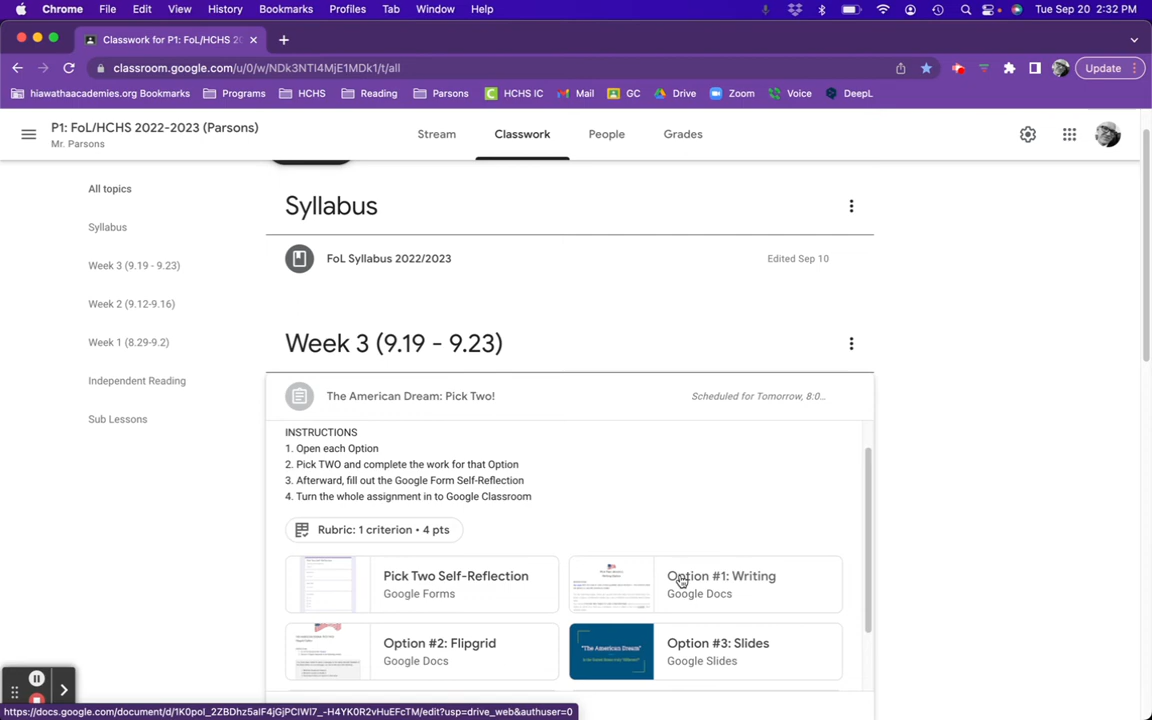 Chrome File Edit View History Bookmarks Profiles Tab Window Help Tue Sep 20 2:32 PM
Classwork for P1: FoL/HCHS 20
classroom.google.com/u/0/w/NDk3NTI4MjE1MDk1/t/all Update
hiawathaacademies.org Bookmarks Programs HCHS Reading Parsons HCHS IC Mail GC Drive Zoom Voice DeepL
P1: FoL/HCHS 2022-2023 (Parsons)
Mr. Parsons
Stream Classwork People Grades
All topics
Syllabus
Week 3 (9.19 - 9.23)
Week 2 (9.12-9.16)
Week 1 (8.29-9.2)
Independent Reading
Sub Lessons
Syllabus
FoL Syllabus 2022/2023 Edited Sep 10
Week 3 (9.19 - 9.23)
The American Dream: Pick Two! Scheduled for Tomorrow, 8:0...
INSTRUCTIONS
1. Open each Option
2. Pick TWO and complete the work for that Option
3. Afterward, fill out the Google Form Self-Reflection
4. Turn the whole assignment in to Google Classroom
Rubric: 1 criterion • 4 pts
Pick Two Self-Reflection
Google Forms
Option #1: Writing
Google Docs
Option #2: Flipgrid
Google Docs
"The American Dream"
Option #3: Slides
Google Slides
https://docs.google.com/document/d/1K0pol_2ZBDhz5alF4jGjPCIWI7_-H4YK0R2vHuEFcTM/edit?usp=drive_web&authuser=0